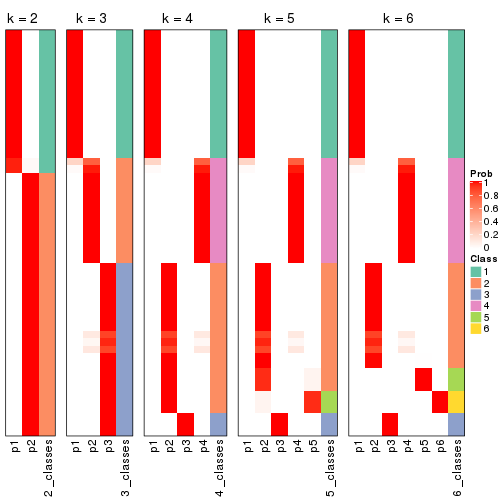 k = 2
k = 3
k = 4
k = 5
k = 6
Prob
1
0.8
0.6
0.4
0.2
0
Class
1
2
3
4
5
6
p1
p2
2_classes
p1
p2
p3
3_classes
p1
p2
p3
p4
4_classes
p1
p2
p3
p4
p5
5_classes
p1
p2
p3
p4
p5
p6
6_classes